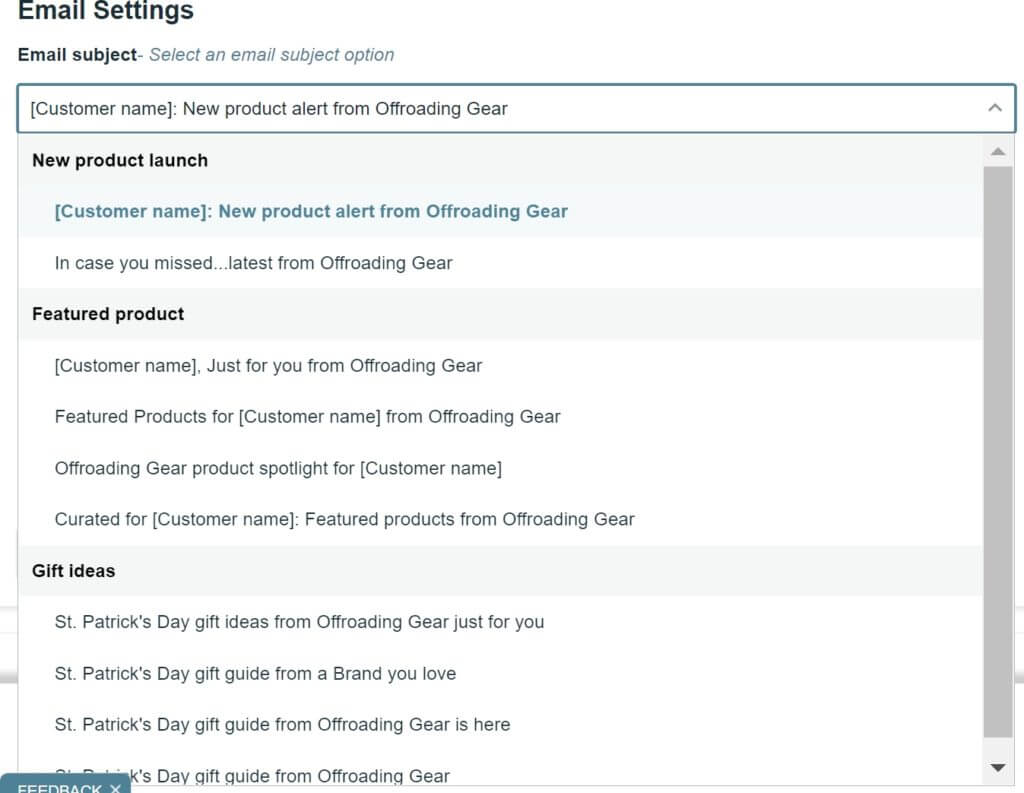 Email Settings
Email subject- Select an email subject option
[Customer name]: New product alert from Offroading Gear
New product launch
[Customer name]: New product alert from Offroading Gear
In case you missed...latest from Offroading Gear
Featured product
[Customer name], Just for you from Offroading Gear
Featured Products for [Customer name] from Offroading Gear
Offroading Gear product spotlight for [Customer name]
Curated for [Customer name]: Featured products from Offroading Gear
Gift ideas
St. Patrick's Day gift ideas from Offroading Gear just for you
St. Patrick's Day gift guide from a Brand you love
St. Patrick's Day gift guide from Offroading Gear is here
St. Patrick's Day gift guide from Offroading Gear
FEEDBACK